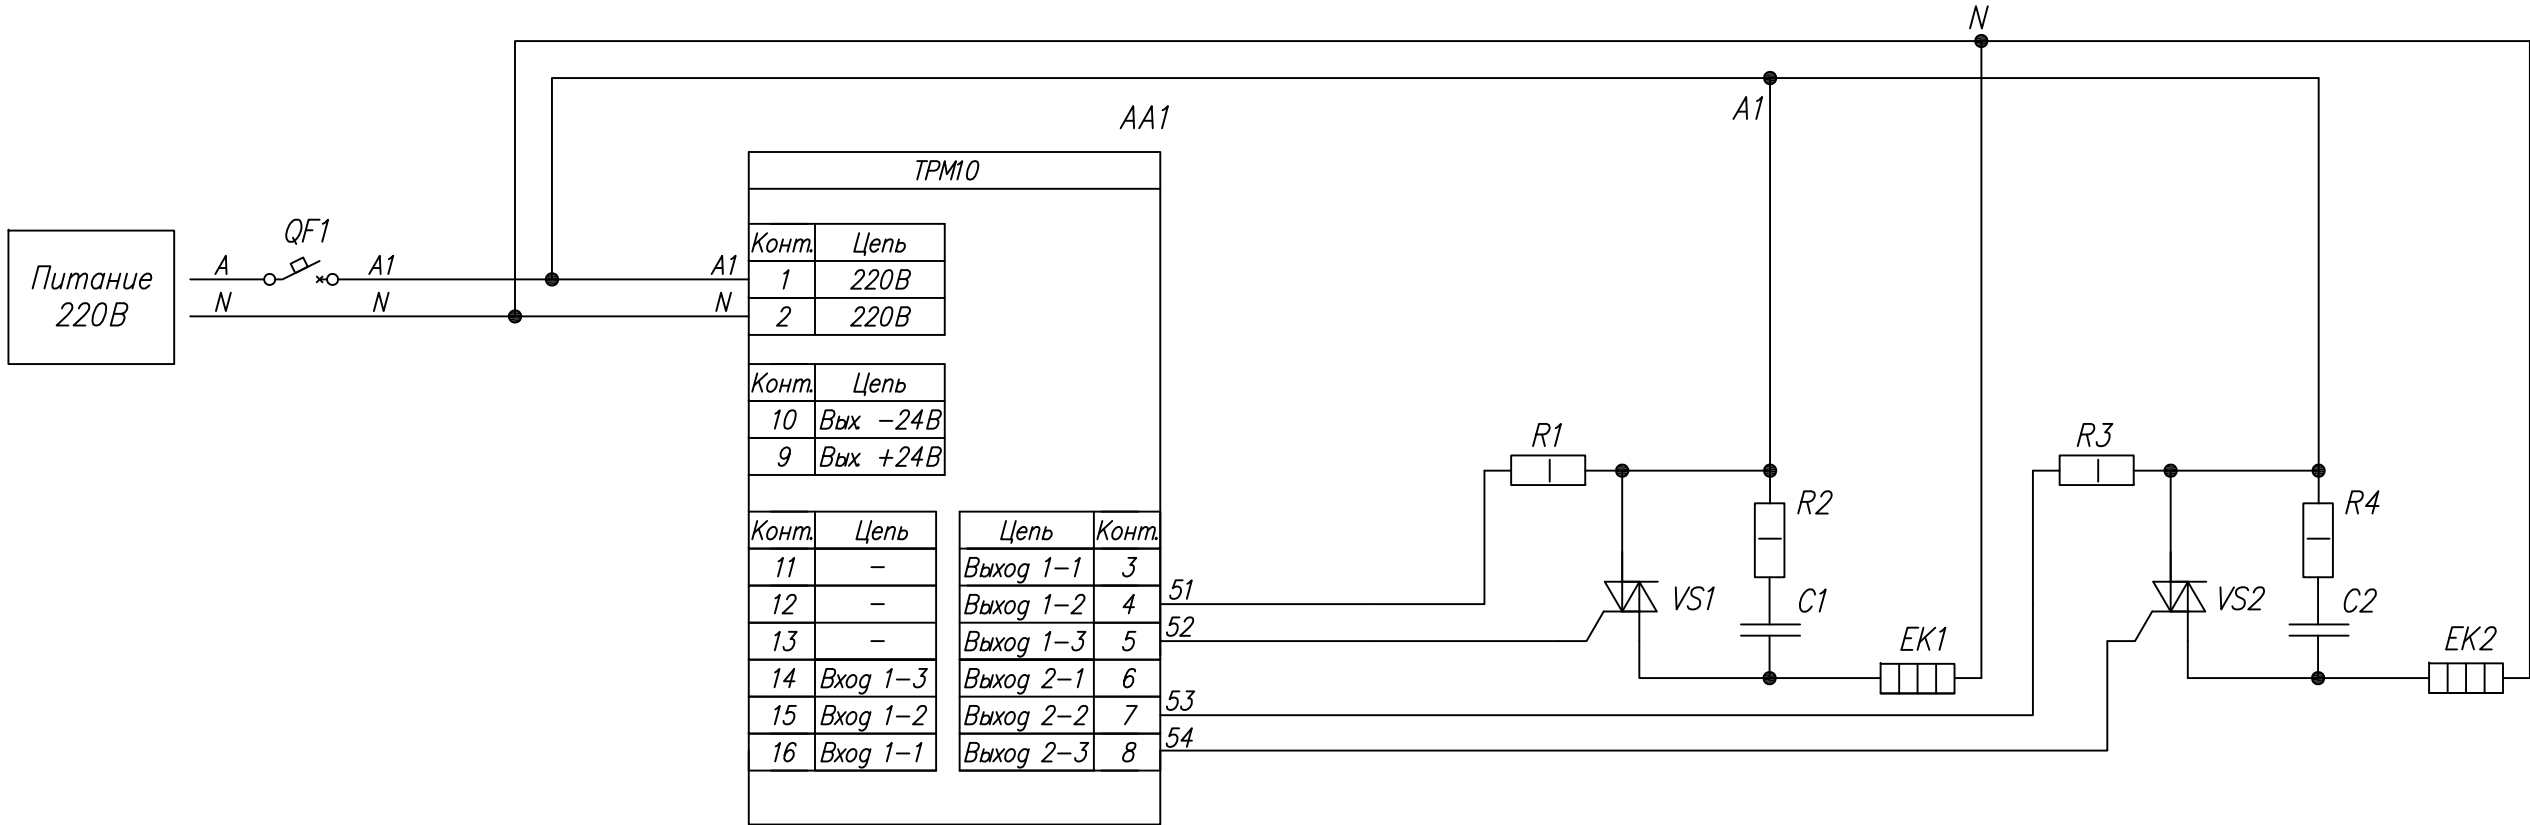 N
A1
AA1
ТРМ10
QF1
Питание
220В
A
A1
A1
N
N
N
Конт. Цепь
1 220В
2 220В
Конт. Цепь
10 Вых. -24В
9 Вых. +24В
Конт. Цепь
11 -
12 -
13 -
14 Вход 1-3
15 Вход 1-2
16 Вход 1-1
Цепь Конт.
Выход 1-1 3
Выход 1-2 4
Выход 1-3 5
Выход 2-1 6
Выход 2-2 7
Выход 2-3 8
51
52
53
54
R1
R2
VS1
C1
EK1
R3
R4
VS2
C2
EK2